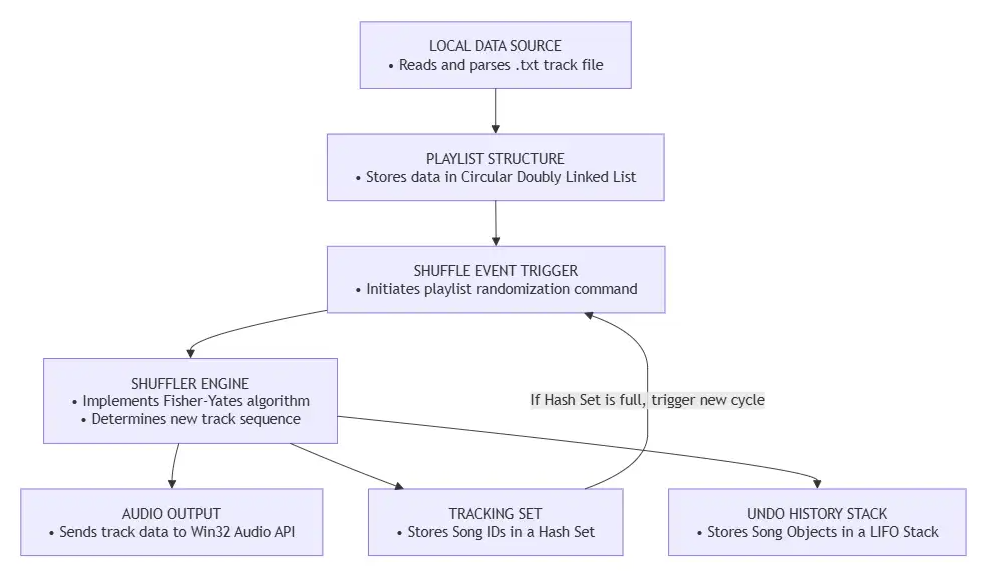 LOCAL DATA SOURCE
• Reads and parses .txt track file
PLAYLIST STRUCTURE
• Stores data in Circular Doubly Linked List
SHUFFLE EVENT TRIGGER
• Initiates playlist randomization command
SHUFFLER ENGINE
• Implements Fisher-Yates algorithm
• Determines new track sequence
If Hash Set is full, trigger new cycle
AUDIO OUTPUT
• Sends track data to Win32 Audio API
TRACKING SET
• Stores Song IDs in a Hash Set
UNDO HISTORY STACK
• Stores Song Objects in a LIFO Stack